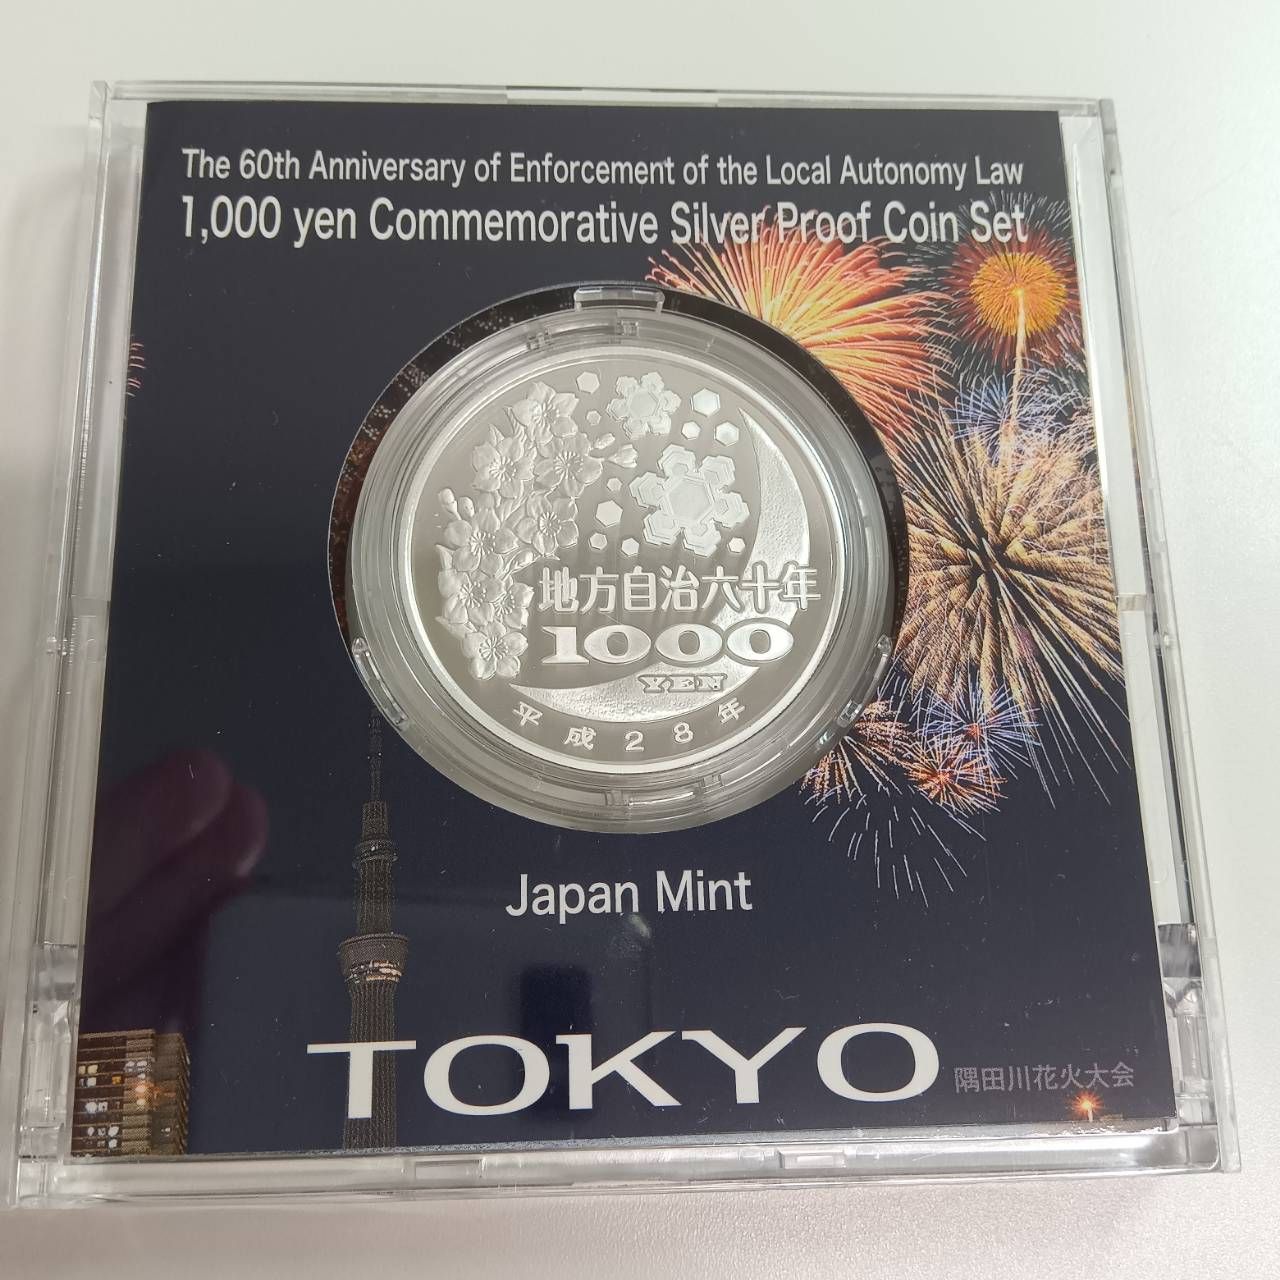 The 60th Anniversary of Enforcement of the Local Autonomy Law
1,000 yen Commemorative Silver Proof Coin Set
地方自治六十年
1000
YEN
平成28年
Japan Mint
TOKYO
隅田川花火大会